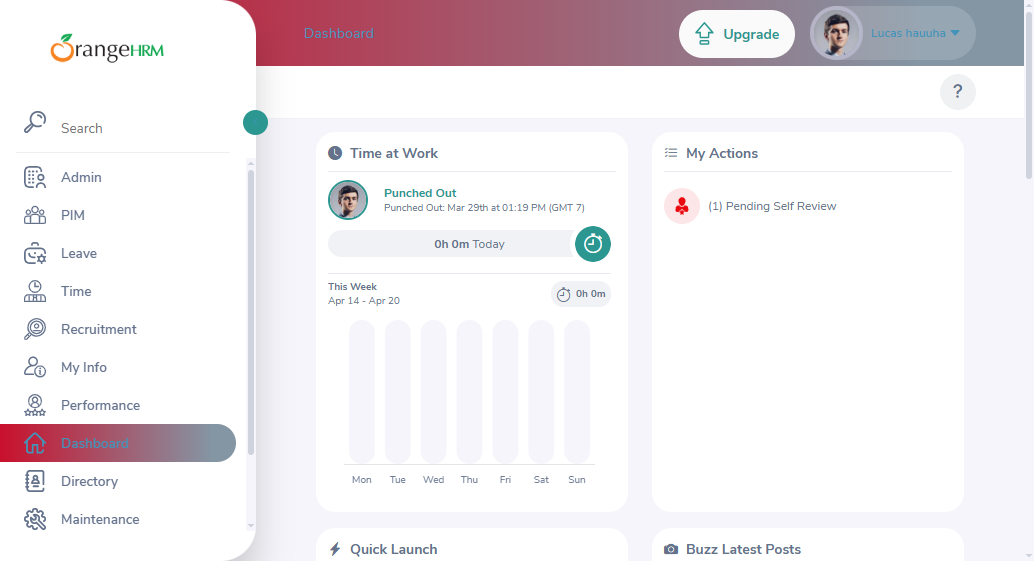 OrangeHRM
Dashboard
Upgrade
Lucas hauuha
?
Search
Admin
PIM
Leave
Time
Recruitment
My Info
Performance
Dashboard
Directory
Maintenance
Time at Work
Punched Out
Punched Out: Mar 29th at 01:19 PM (GMT 7)
0h 0m Today
This Week
Apr 14 - Apr 20
0h 0m
Mon Tue Wed Thu Fri Sat Sun
My Actions
(1) Pending Self Review
Quick Launch
Buzz Latest Posts